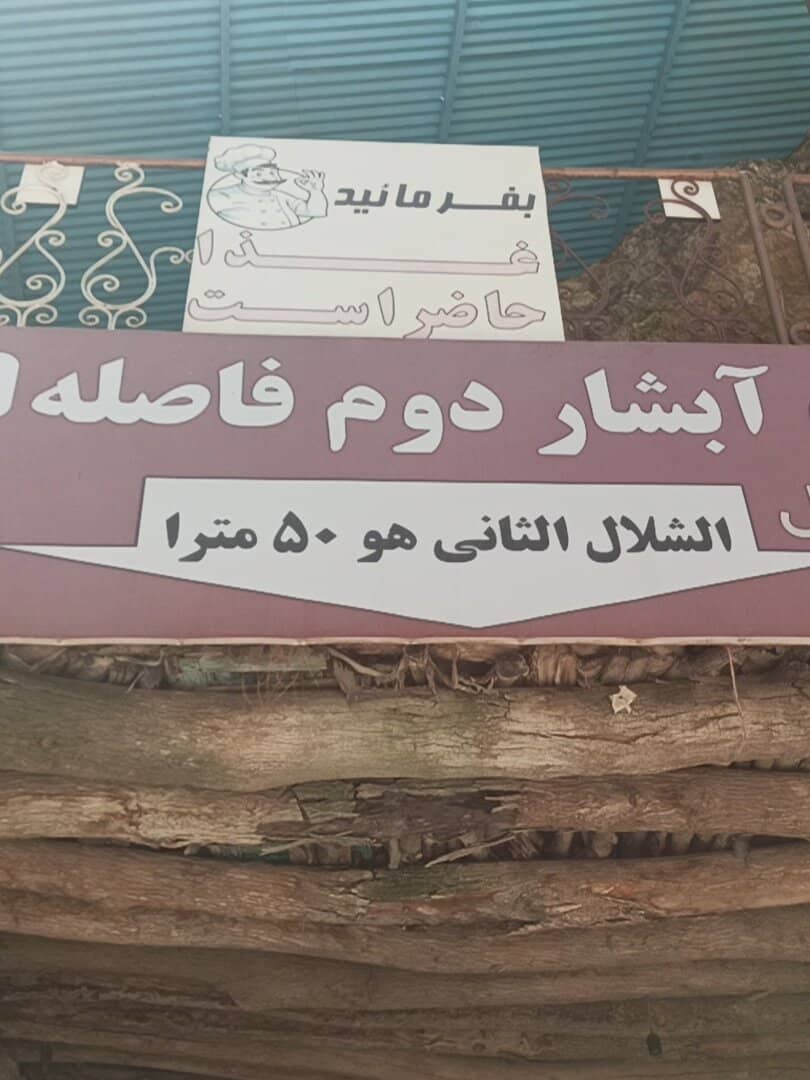 بفرمائید
غذا
حاضر است
آبشار دوم فاصله
الشلال الثانی هو ۵۰ مترا